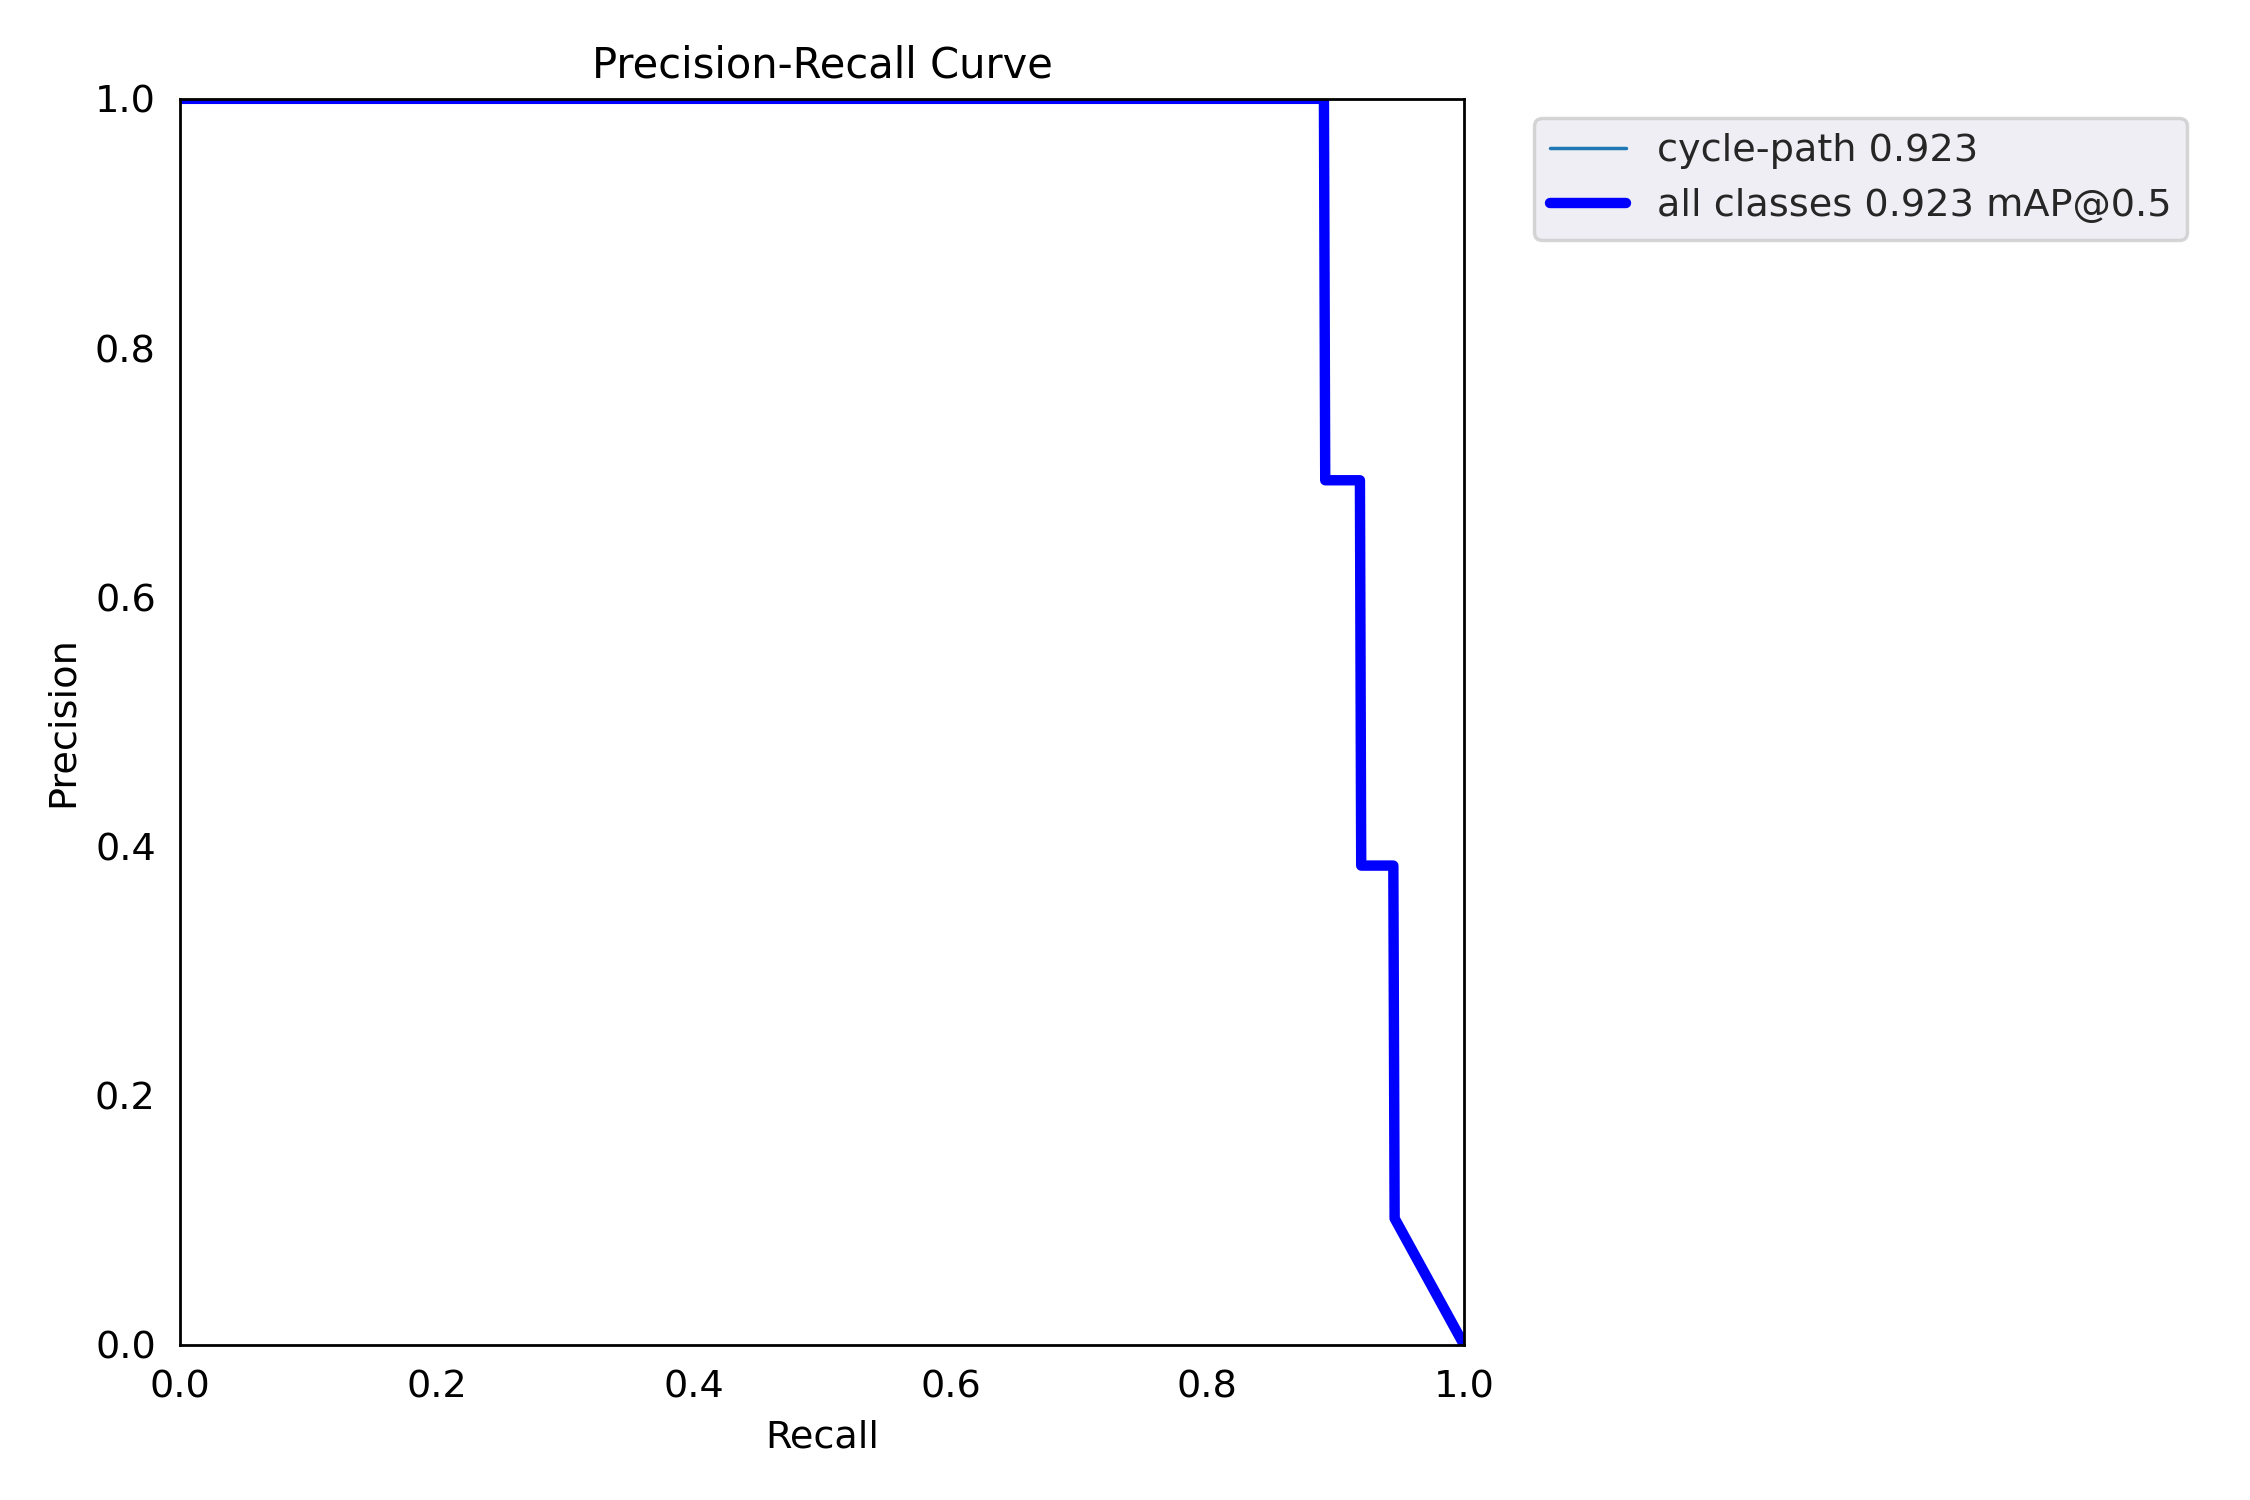 Precision-Recall Curve
cycle-path 0.923
all classes 0.923 mAP@0.5
Precision
1.0
0.8
0.6
0.4
0.2
0.0
0.0 0.2 0.4 0.6 0.8 1.0
Recall